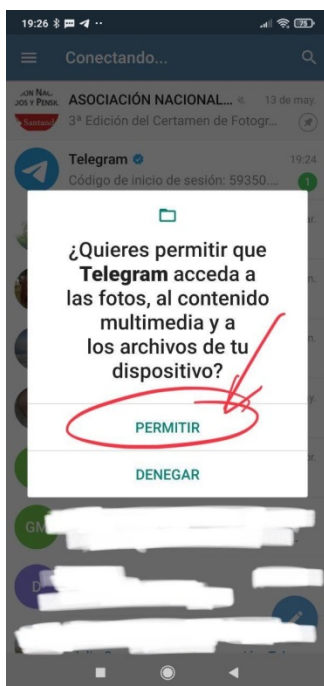 19:26
75
Conectando...
ASOCIACIÓN NACIONAL...
13 de may.
3ª Edición del Certamen de Fotogr...
Santand
Telegram
19:24
Código de inicio de sesión: 59350....
1
¿Quieres permitir que
Telegram acceda a
las fotos, al contenido
multimedia y a
los archivos de tu
dispositivo?
PERMITIR
DENEGAR
GM
D